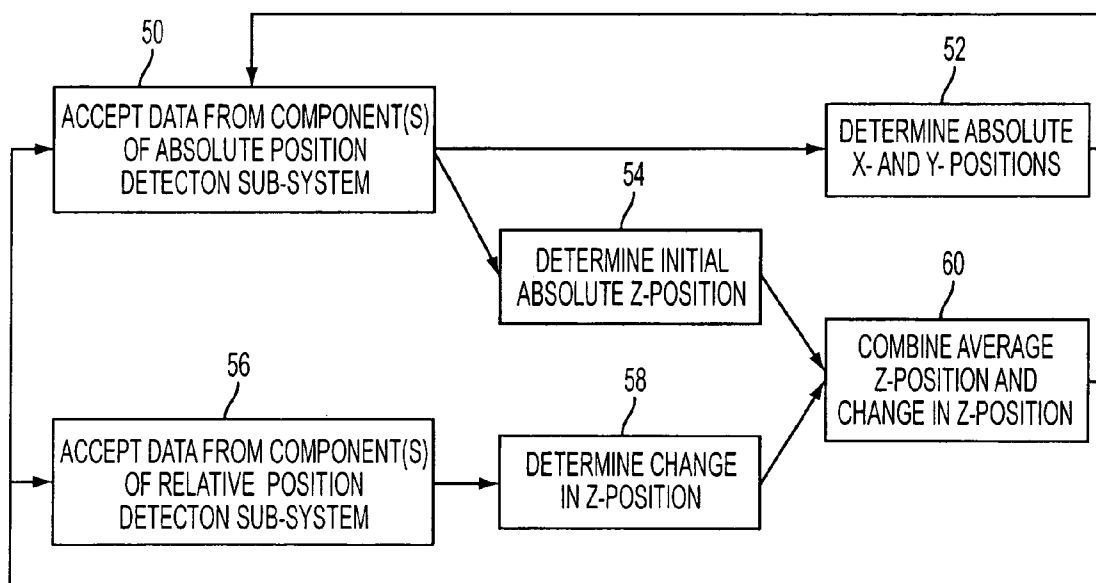 50
ACCEPT DATA FROM COMPONENT(S)
OF ABSOLUTE POSITION
DETECTON SUB-SYSTEM
52
DETERMINE ABSOLUTE
X- AND Y- POSITIONS
54
DETERMINE INITIAL
ABSOLUTE Z-POSITION
60
COMBINE AVERAGE
Z-POSITION AND
CHANGE IN Z-POSITION
56
ACCEPT DATA FROM COMPONENT(S)
OF RELATIVE POSITION
DETECTON SUB-SYSTEM
58
DETERMINE CHANGE
IN Z-POSITION